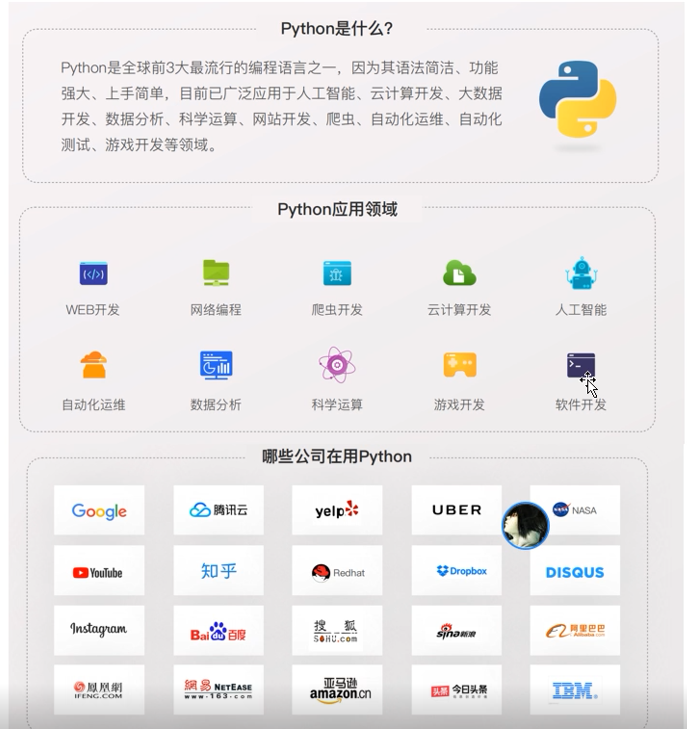 Python是什么?
Python是全球前3大最流行的编程语言之一，因为其语法简洁、功能
强大、上手简单，目前已广泛应用于人工智能、云计算开发、大数据
开发、数据分析、科学运算、网站开发、爬虫、自动化运维、自动化
测试、游戏开发等领域。
Python应用领域
WEB开发 网络编程 爬虫开发 云计算开发 人工智能
自动化运维 数据分析 科学运算 游戏开发 软件开发
哪些公司在用Python
Google 腾讯云 yelp UBER NASA
YouTube 知乎 Redhat Dropbox DISQUS
Instagram Bai du 百度 搜狐 SOHU.com sina新浪 阿里巴巴 Alibaba.com
鳳凰網 IFENG.COM 網易 NETEASE www.163.com 亚马逊 amazon.cn 头条 今日头条 IBM